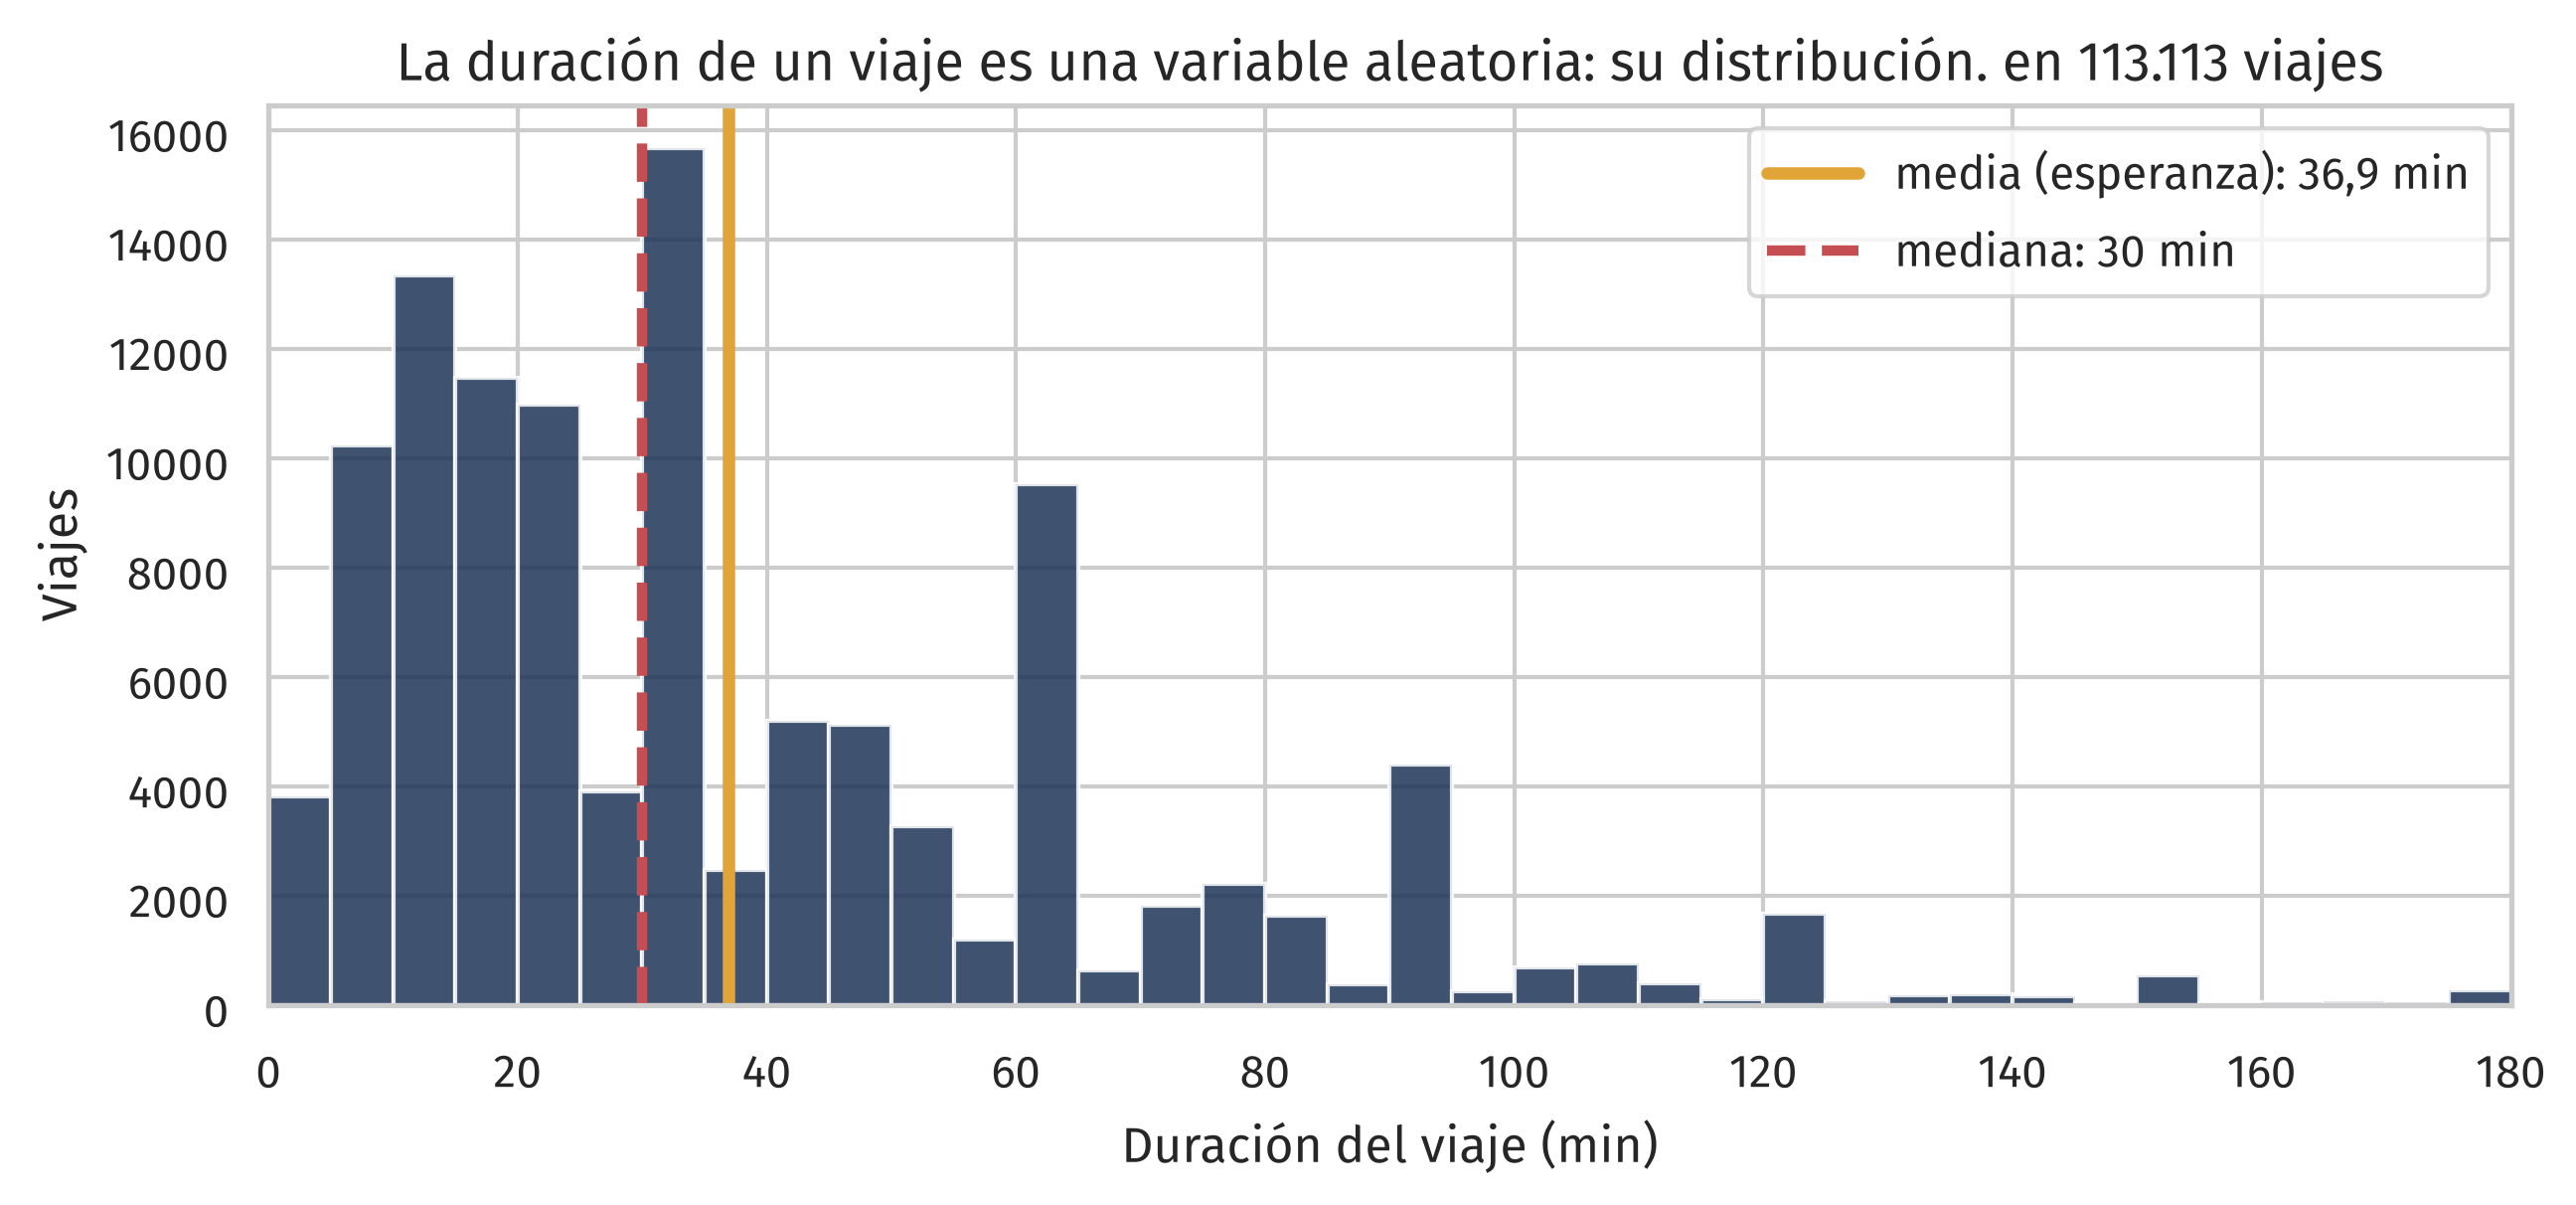 La duración de un viaje es una variable aleatoria: su distribución. en 113.113 viajes
media (esperanza): 36,9 min
mediana: 30 min
Viajes
16000
14000
12000
10000
8000
6000
4000
2000
0
0 20 40 60 80 100 120 140 160 180
Duración del viaje (min)